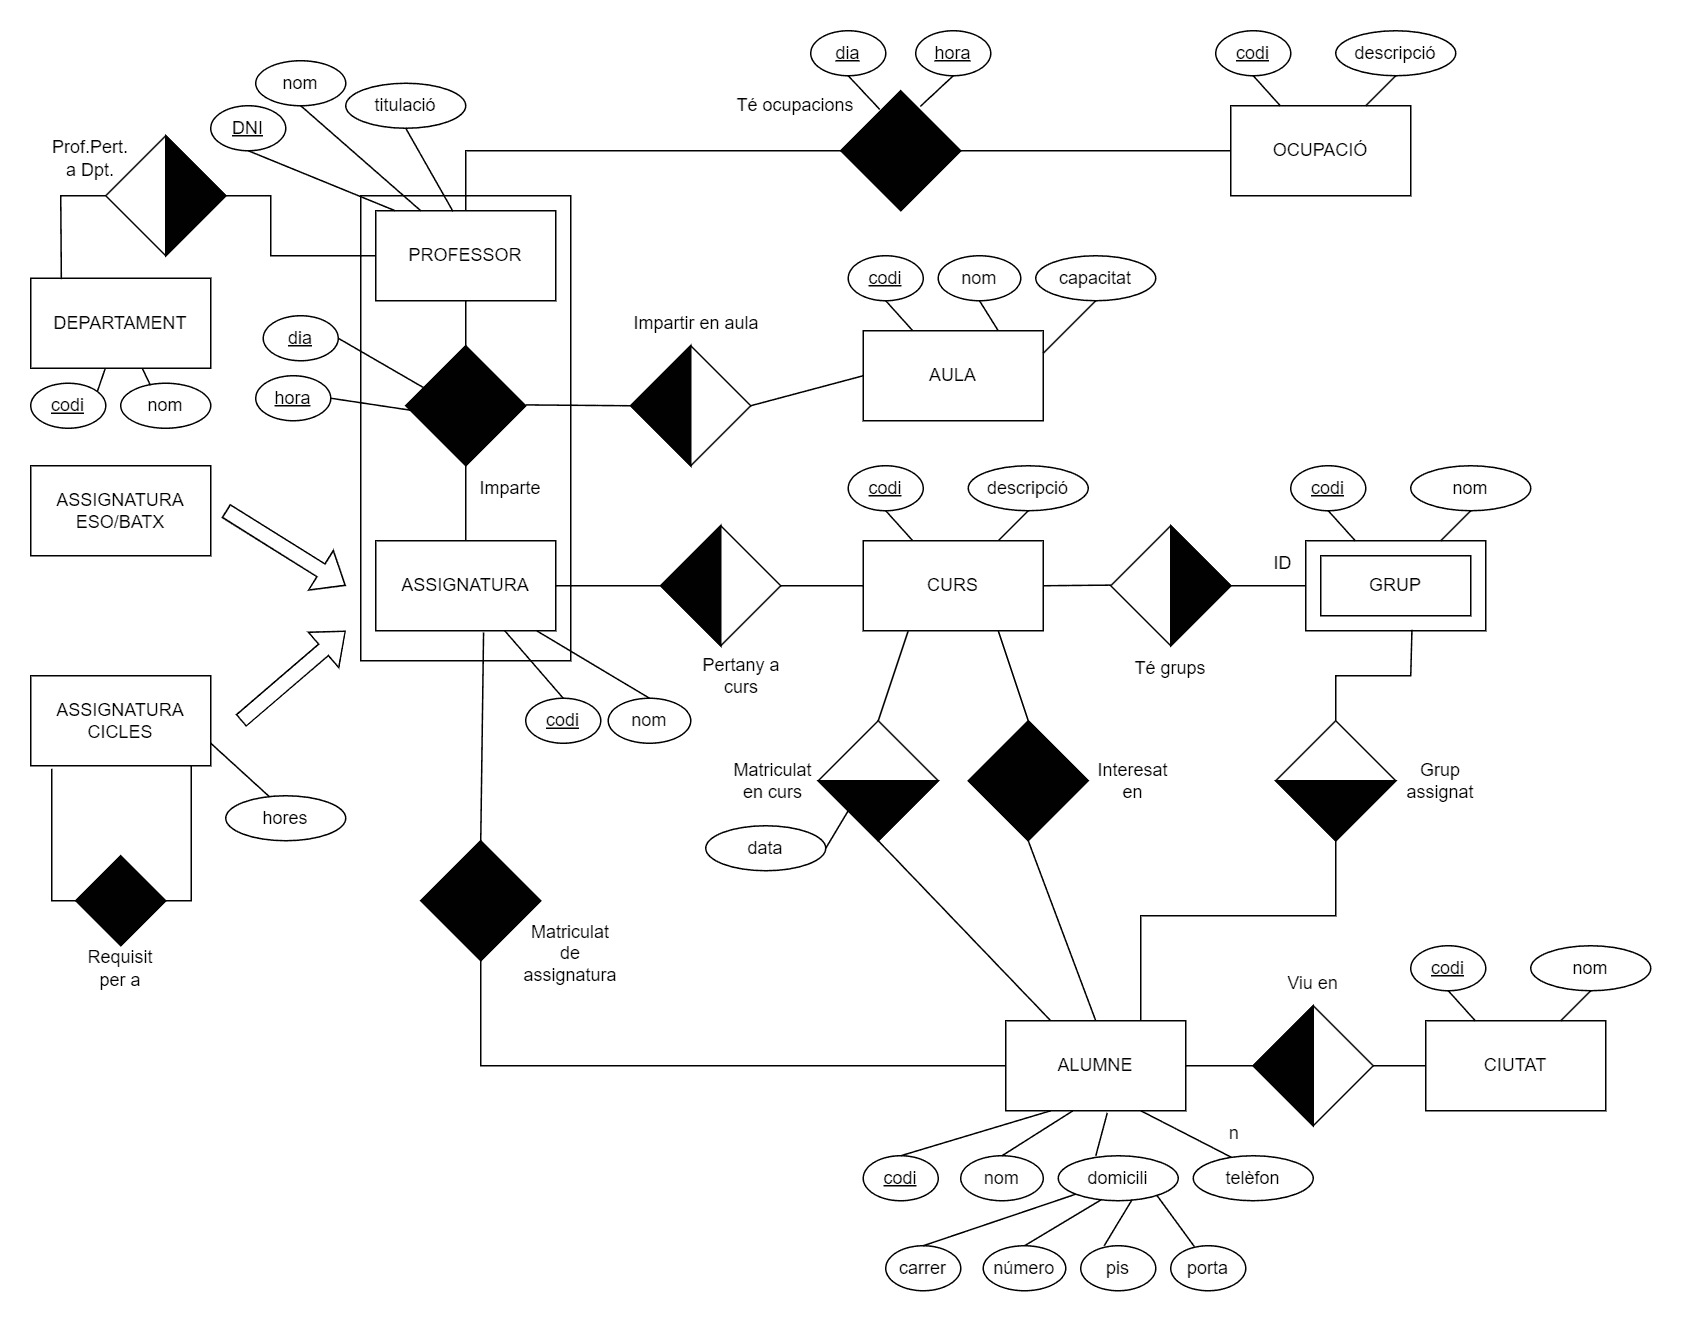 dia
hora
codi
descripció
nom
titulació
Té ocupacions
DNI
Prof.Pert.
a Dpt.
OCUPACIÓ
PROFESSOR
codi
nom
capacitat
DEPARTAMENT
dia
Impartir en aula
AULA
hora
codi
nom
Imparte
codi
descripció
codi
nom
ASSIGNATURA
ESO/BATX
ID
ASSIGNATURA
CURS
GRUP
Pertany a
curs
Té grups
ASSIGNATURA
CICLES
codi
nom
Matriculat
en curs
Interesat
en
Grup
assignat
hores
data
Matriculat
de
assignatura
Requisit
per a
codi
nom
Viu en
ALUMNE
CIUTAT
n
codi
nom
domicili
telèfon
carrer
número
pis
porta